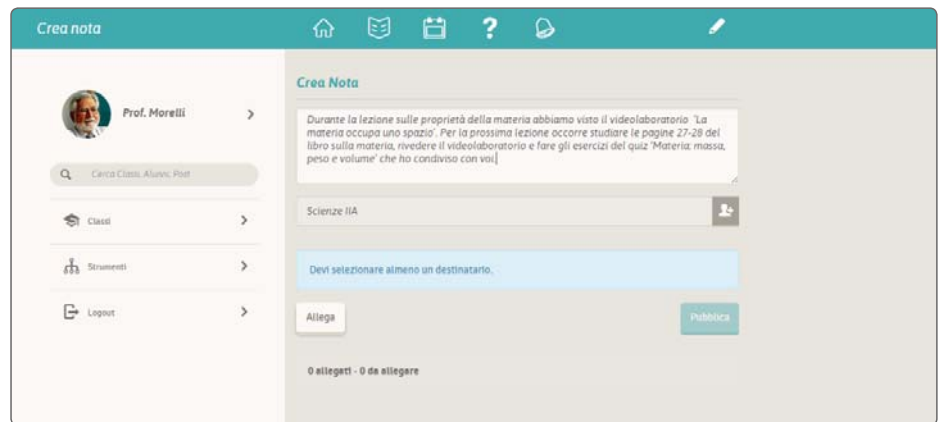 Crea nota
?
Prof. Morelli
Cerca Classi, Alunni, Post
Classi
Strumenti
Logout
Crea Nota
Durante la lezione sulle proprietà della materia abbiamo visto il videolaboratorio 'La
materia occupa uno spazio'. Per la prossima lezione occorre studiare le pagine 27-28 del
libro sulla materia, rivedere il videolaboratorio e fare gli esercizi del quiz 'Materia: massa,
peso e volume' che ho condiviso con voi.
Scienze IIA
Devi selezionare almeno un destinatario.
Allega
Pubblica
0 allegati - 0 da allegare